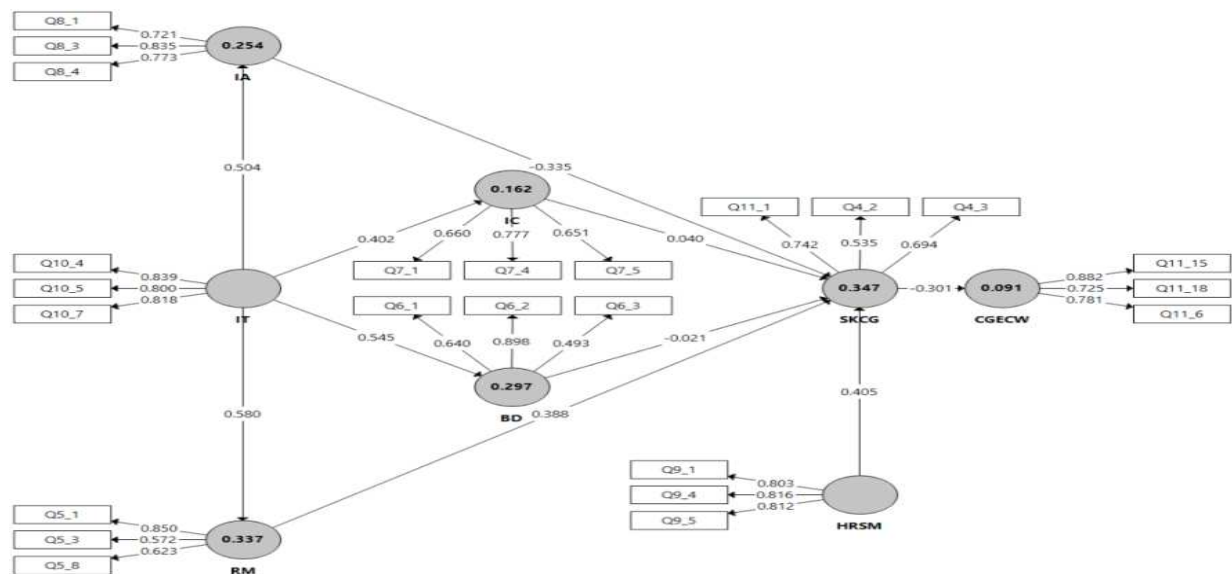 Q8_1
0.721
Q8_3
0.835
0.254
Q8_4
0.773
IA
0.504
-0.335
0.162
IC
0.402
0.660
0.777
0.651
0.040
Q7_1
Q7_4
Q7_5
Q11_1
Q4_2
Q4_3
0.742
0.535
0.694
Q10_4
0.839
Q10_5
0.800
Q10_7
0.818
IT
Q6_1
Q6_2
Q6_3
0.545
0.640
0.898
0.493
-0.021
0.297
BD
0.347
SKCG
-0.301
0.091
CGECW
0.882
Q11_15
0.725
Q11_18
0.781
Q11_6
0.580
0.388
0.405
Q9_1
0.803
Q9_4
0.816
Q9_5
0.812
HRSM
Q5_1
0.850
Q5_3
0.572
0.337
Q5_8
0.623
RM